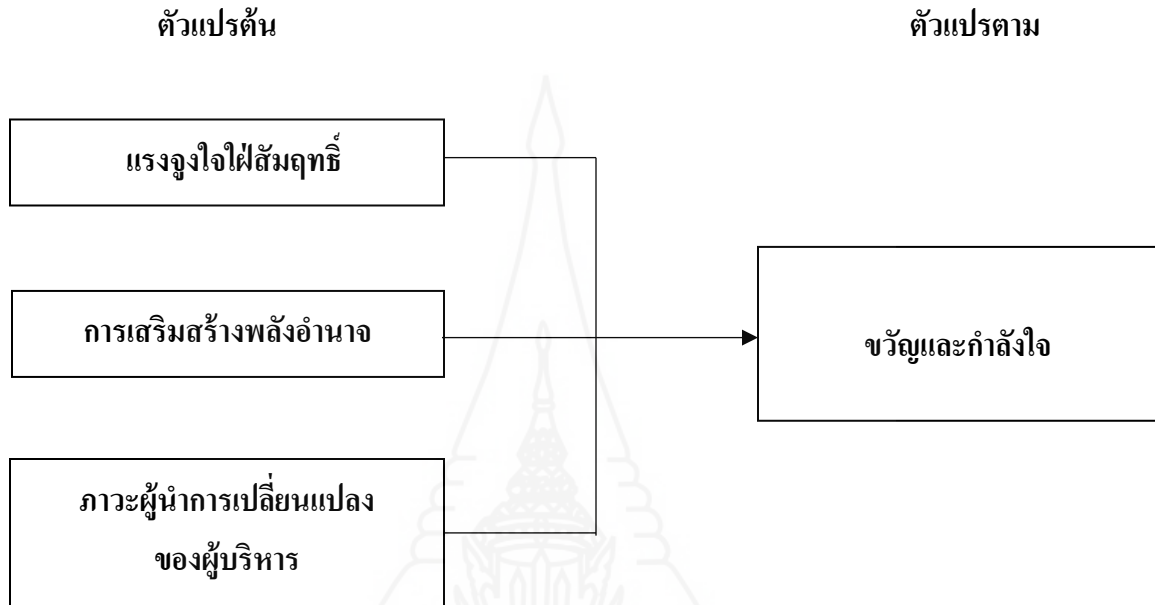 ตัวแปรต้น
ตัวแปรตาม
แรงจูงใจใฝ่สัมฤทธิ์
การเสริมสร้างพลังอำนาจ
ขวัญและกำลังใจ
ภาวะผู้นำการเปลี่ยนแปลง
ของผู้บริหาร